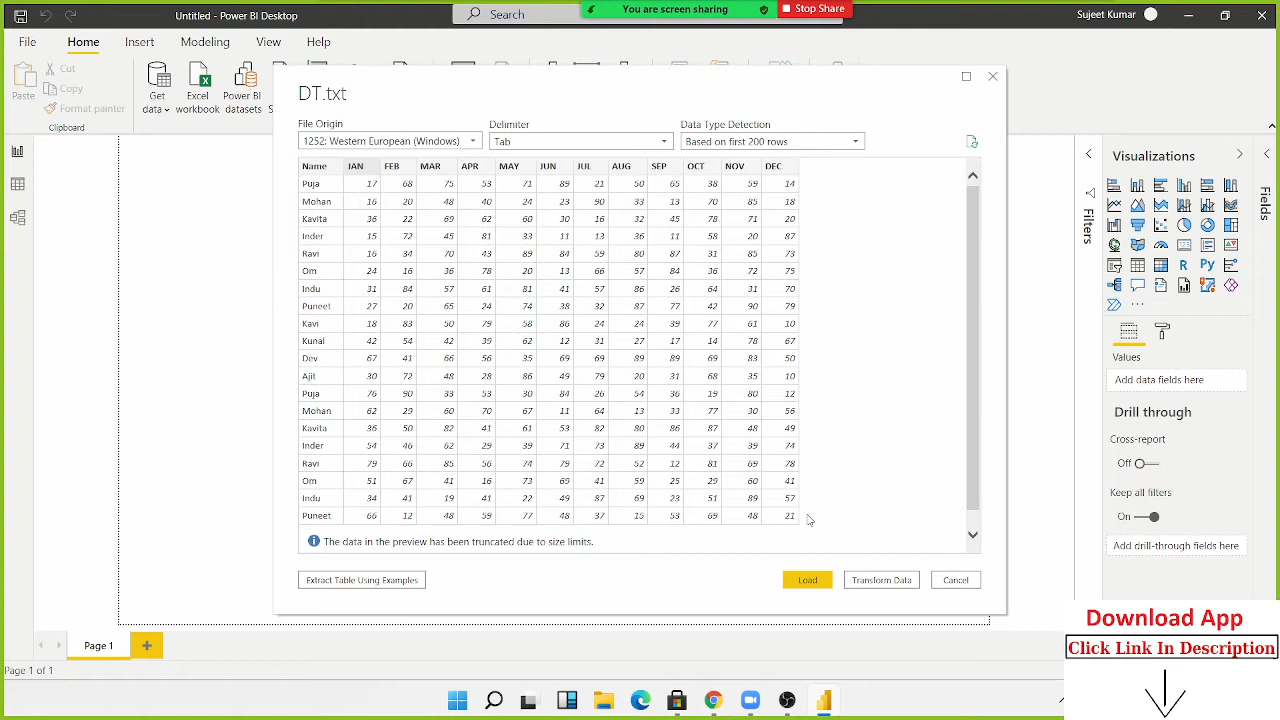 Untitled - Power BI Desktop
Search
You are screen sharing
Stop Share
Sujeet Kumar
File Home Insert Modeling View Help
Paste
Cut
Copy
Format painter
Clipboard
Get data
Excel workbook
Power BI datasets
DT.txt
File Origin Delimiter Data Type Detection
1252: Western European (Windows) Tab Based on first 200 rows
Name JAN FEB MAR APR MAY JUN JUL AUG SEP OCT NOV DEC
Puja 17 68 75 53 71 89 21 50 65 38 59 14
Mohan 16 20 48 40 24 23 90 33 13 70 85 18
Kavita 36 22 69 62 60 30 16 32 45 78 71 20
Inder 15 72 45 81 33 11 13 36 11 58 20 87
Ravi 16 34 70 43 89 84 59 80 87 31 85 73
Om 24 16 36 78 20 13 66 57 84 36 72 75
Indu 31 84 57 61 81 41 57 86 26 64 31 70
Puneet 27 20 65 24 74 38 32 87 77 42 90 79
Kavi 18 83 50 79 58 86 24 24 39 77 61 10
Kunal 42 54 42 39 62 12 31 27 17 14 78 67
Dev 67 41 66 56 35 69 69 89 89 69 83 50
Ajit 30 72 48 28 86 49 79 20 31 68 35 10
Puja 76 90 33 53 30 84 26 54 36 19 80 12
Mohan 62 29 60 70 67 11 64 13 33 77 30 56
Kavita 36 50 82 41 61 53 82 80 86 87 48 49
Inder 54 46 62 29 39 71 73 89 44 37 39 74
Ravi 79 66 85 56 74 79 72 52 12 81 69 78
Om 51 67 41 16 73 69 41 59 25 29 60 41
Indu 34 41 19 41 22 49 87 69 23 51 89 57
Puneet 66 12 48 59 77 48 37 15 53 69 48 21
The data in the preview has been truncated due to size limits.
Extract Table Using Examples
Load
Transform Data
Cancel
Filters
Visualizations
Fields
R Py
Values
Add data fields here
Drill through
Cross-report
Off
Keep all filters
On
Add drill-through fields here
Page 1
Page 1 of 1
Download App
Click Link In Description